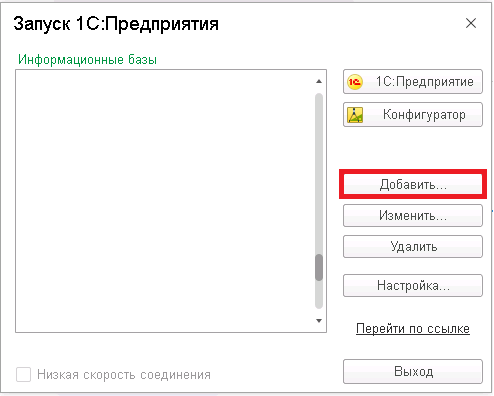 Запуск 1С:Предприятия
Информационные базы
1С:Предприятие
Конфигуратор
Добавить...
Изменить...
Удалить
Настройка...
Перейти по ссылке
Низкая скорость соединения
Выход